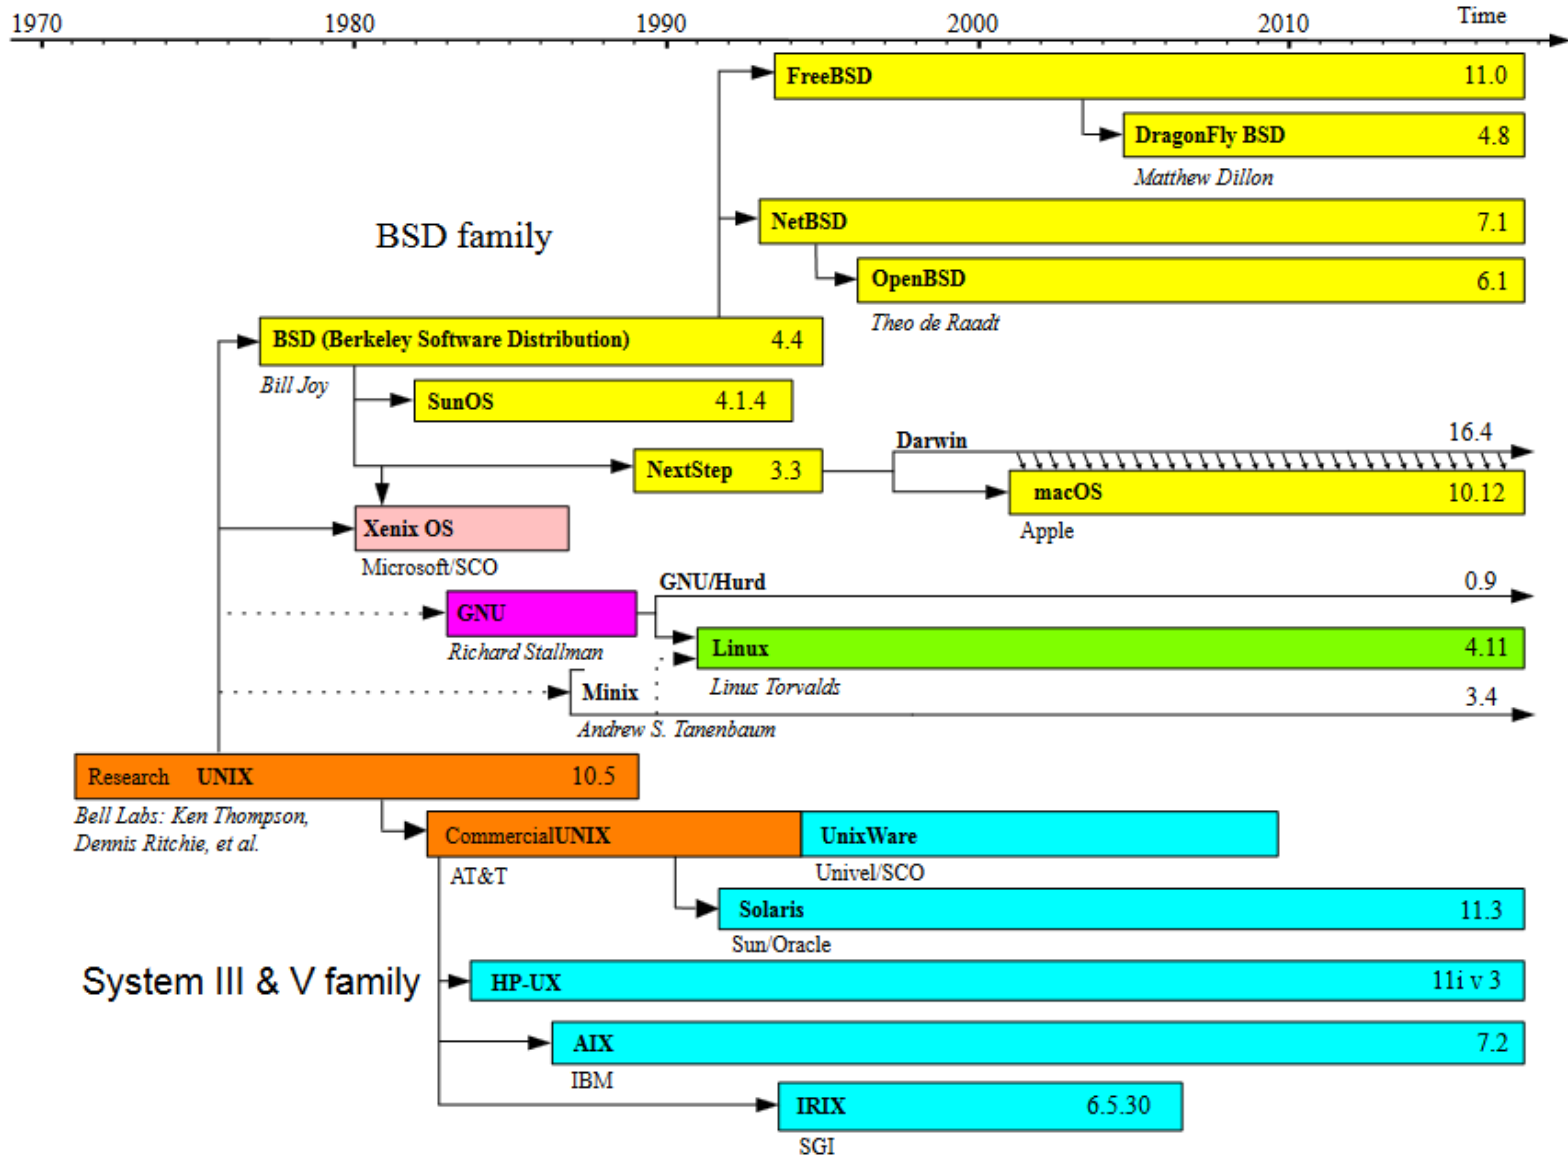 1970 1980 1990 2000 2010 Time
FreeBSD 11.0
DragonFly BSD 4.8
Matthew Dillon
NetBSD 7.1
BSD family
OpenBSD 6.1
Theo de Raadt
BSD (Berkeley Software Distribution) 4.4
Bill Joy
SunOS 4.1.4
Darwin 16.4
NextStep 3.3
macOS 10.12
Apple
Xenix OS
Microsoft/SCO
GNU/Hurd 0.9
GNU
Richard Stallman
Linux 4.11
Linus Torvalds
Minix 3.4
Andrew S. Tanenbaum
Research UNIX 10.5
Bell Labs: Ken Thompson,
Dennis Ritchie, et al.
CommercialUNIX UnixWare
AT&T Univel/SCO
Solaris 11.3
Sun/Oracle
System III & V family
HP-UX 11i v 3
AIX 7.2
IBM
IRIX 6.5.30
SGI